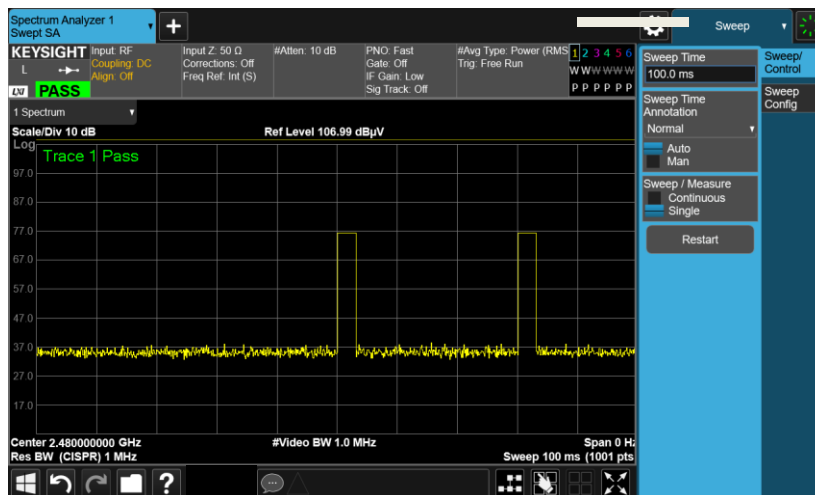 Spectrum Analyzer 1
Swept SA
+
Sweep
KEYSIGHT
L
LXI PASS
Input: RF
Coupling: DC
Align: Off
Input Z: 50 Ω
Corrections: Off
Freq Ref: Int (S)
#Atten: 10 dB
PNO: Fast
Gate: Off
IF Gain: Low
Sig Track: Off
#Avg Type: Power (RMS
Trig: Free Run
1 2 3 4 5 6
W W W W W W
P P P P P P
1 Spectrum
Scale/Div 10 dB
Ref Level 106.99 dBµV
Log
Trace 1 Pass
97.0
87.0
77.0
67.0
57.0
47.0
37.0
27.0
17.0
Center 2.480000000 GHz
Res BW (CISPR) 1 MHz
#Video BW 1.0 MHz
Span 0 Hz
Sweep 100 ms (1001 pts
?
Sweep Time
100.0 ms
Sweep Time
Annotation
Normal
Auto
Man
Sweep / Measure
Continuous
Single
Restart
Sweep/
Control
Sweep
Config